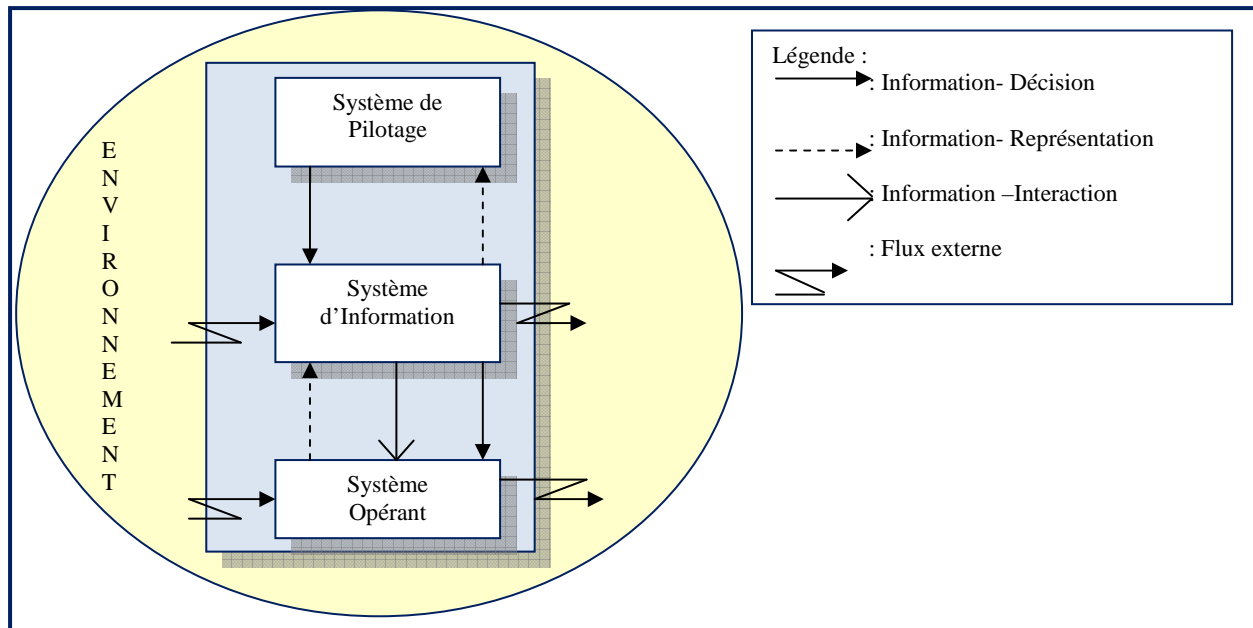 Système de
Pilotage
E
N
V
I
R
O
N
N
E
M
E
N
T
Système
d'Information
Système
Opérant
Légende :
: Information- Décision
: Information- Représentation
: Information –Interaction
: Flux externe